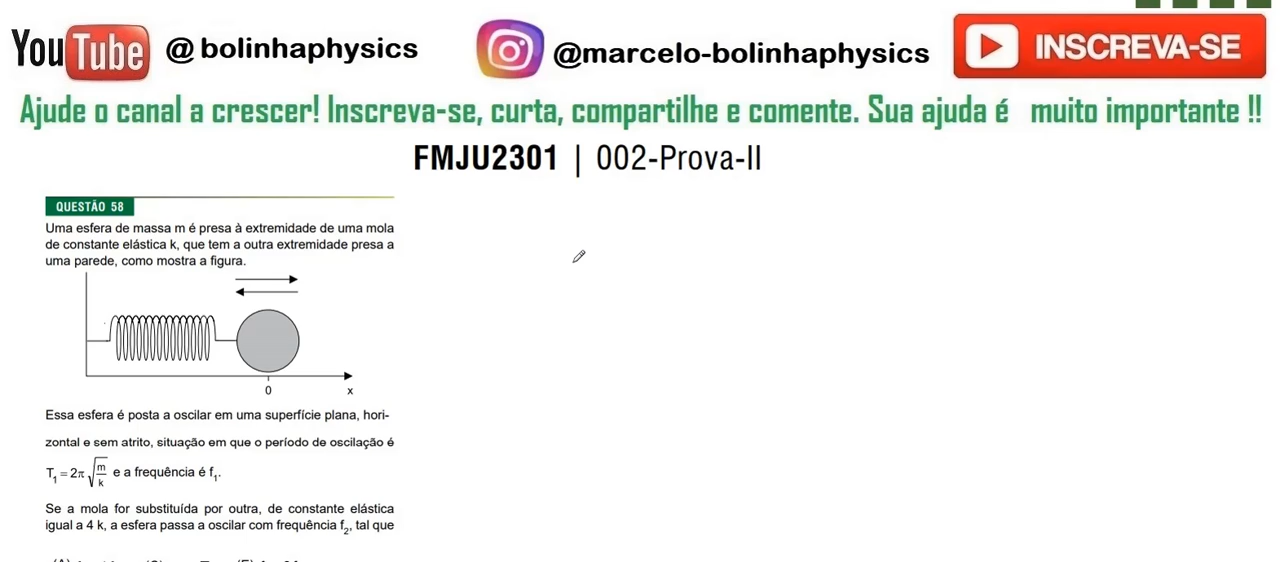 YouTube @ bolinhaphysics @marcelo-bolinhaphysics INSCREVA-SE
Ajude o canal a crescer! Inscreva-se, curta, compartilhe e comente. Sua ajuda é muito importante !!
FMJU2301 | 002-Prova-II
QUESTÃO 58
Uma esfera de massa m é presa à extremidade de uma mola
de constante elástica k, que tem a outra extremidade presa a
uma parede, como mostra a figura.
0 x
Essa esfera é posta a oscilar em uma superfície plana, hori-
zontal e sem atrito, situação em que o período de oscilação é
T₁ = 2π √(m/k) e a frequência é f₁.
Se a mola for substituída por outra, de constante elástica
igual a 4 k, a esfera passa a oscilar com frequência f₂, tal que